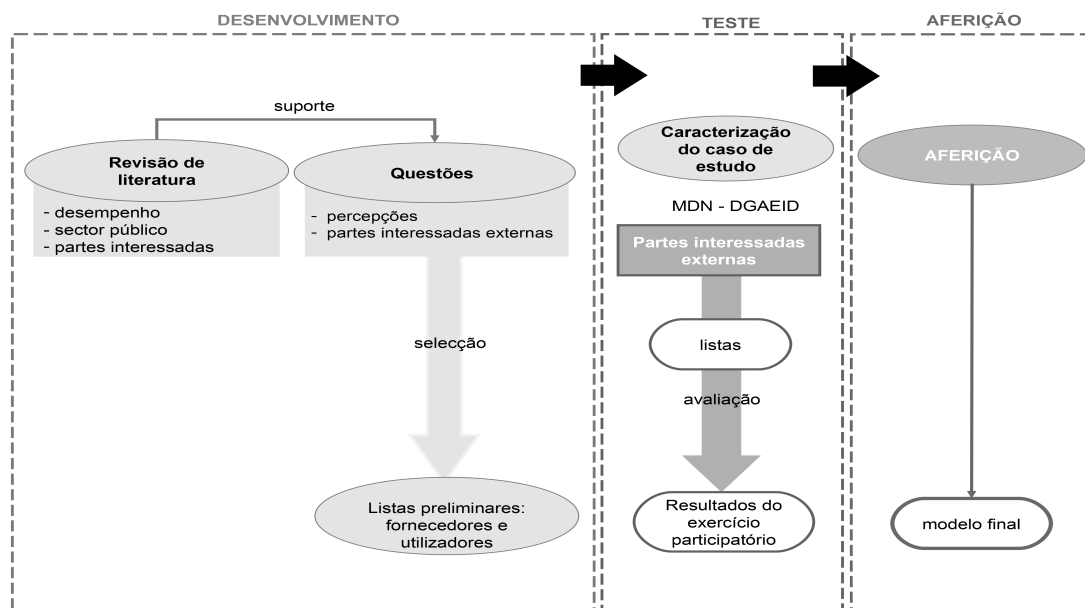 DESENVOLVIMENTO
TESTE
AFERIÇÃO
suporte
Revisão de
literatura
- desempenho
- sector público
- partes interessadas
Questões
- percepções
- partes interessadas externas
selecção
Listas preliminares:
fornecedores e
utilizadores
Caracterização
do caso de
estudo
MDN - DGAEID
Partes interessadas
externas
listas
avaliação
Resultados do
exercício
participatório
AFERIÇÃO
modelo final